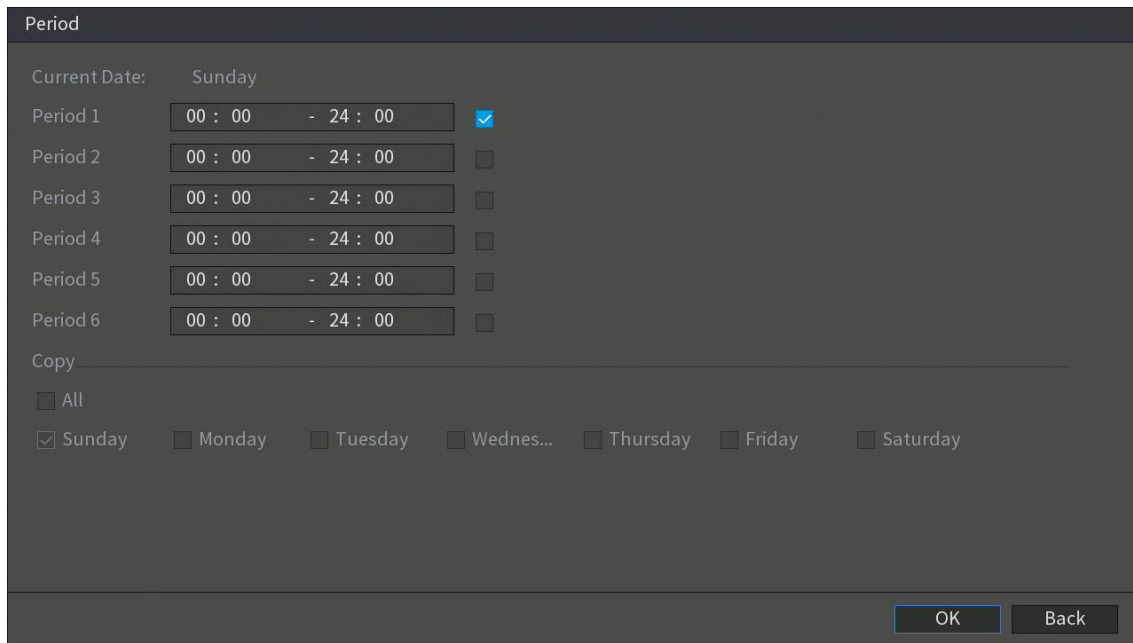 Period
Current Date: Sunday
Period 1 00 : 00 - 24 : 00
Period 2 00 : 00 - 24 : 00
Period 3 00 : 00 - 24 : 00
Period 4 00 : 00 - 24 : 00
Period 5 00 : 00 - 24 : 00
Period 6 00 : 00 - 24 : 00
Copy
All
Sunday Monday Tuesday Wednes... Thursday Friday Saturday
OK Back